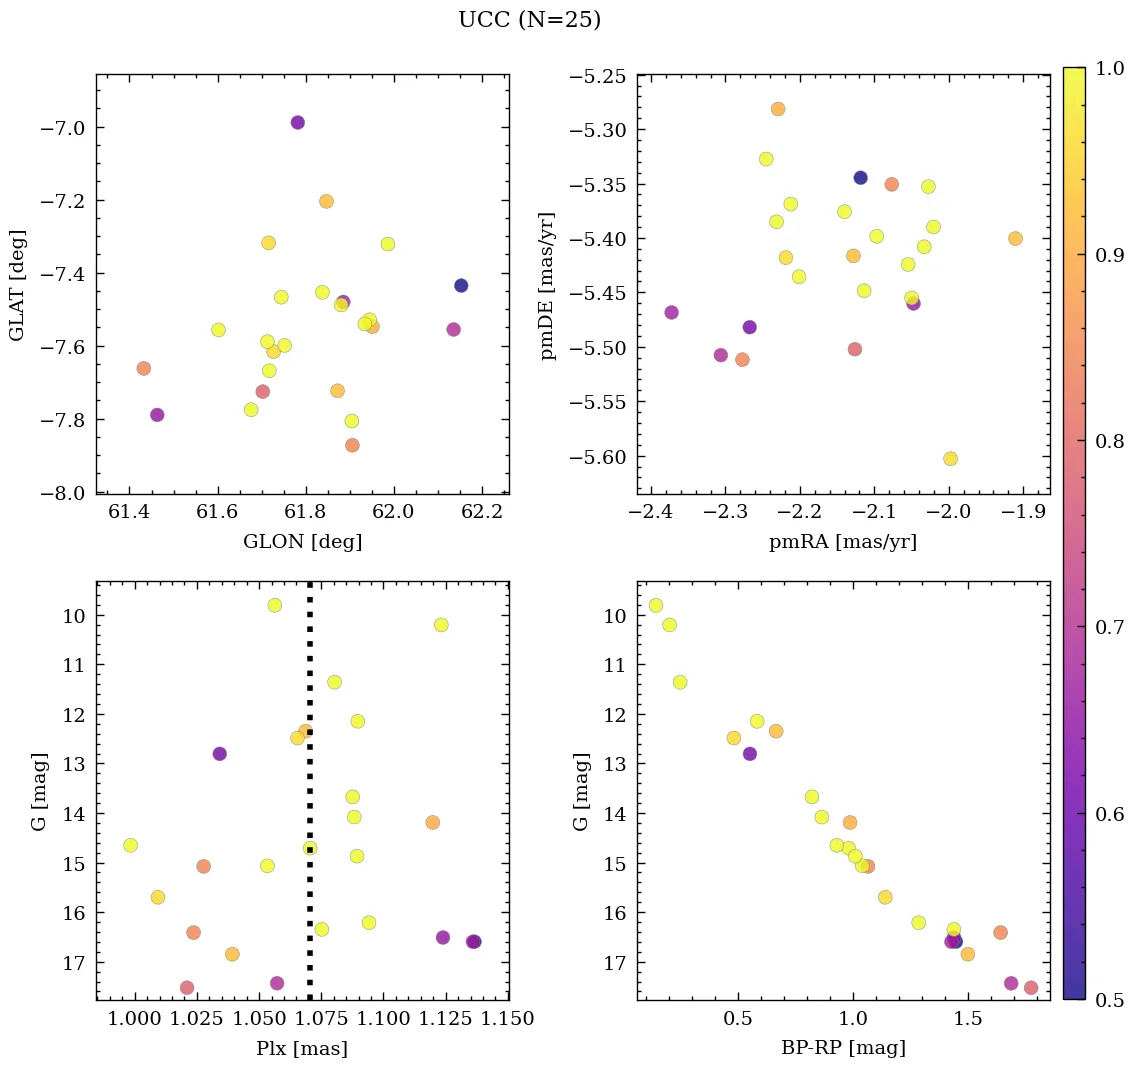 UCC (N=25)
−7.0
−7.2
−7.4
−7.6
−7.8
−8.0
GLAT [deg]
61.4 61.6 61.8 62.0 62.2
GLON [deg]
−5.25
−5.30
−5.35
−5.40
−5.45
−5.50
−5.55
−5.60
pmDE [mas/yr]
−2.4 −2.3 −2.2 −2.1 −2.0 −1.9
pmRA [mas/yr]
10
11
12
13
14
15
16
17
G [mag]
1.000 1.025 1.050 1.075 1.100 1.125 1.150
Plx [mas]
10
11
12
13
14
15
16
17
G [mag]
0.5 1.0 1.5
BP-RP [mag]
1.0
0.9
0.8
0.7
0.6
0.5